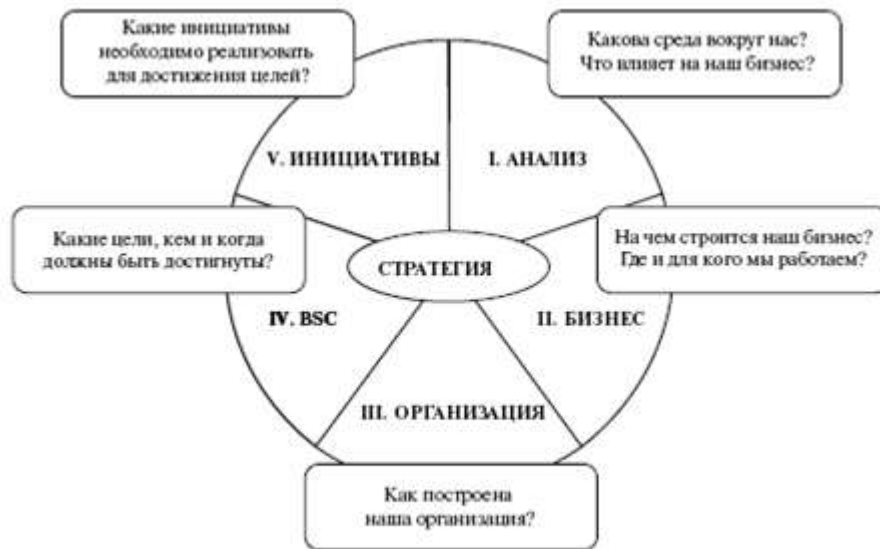 Какие инициативы
необходимо реализовать
для достижения целей?
Какова среда вокруг нас?
Что влияет на наш бизнес?
V. ИНИЦИАТИВЫ
I. АНАЛИЗ
Какие цели, кем и когда
должны быть достигнуты?
На чем строится наш бизнес?
Где и для кого мы работаем?
СТРАТЕГИЯ
IV. BSC
II. БИЗНЕС
III. ОРГАНИЗАЦИЯ
Как построена
наша организация?